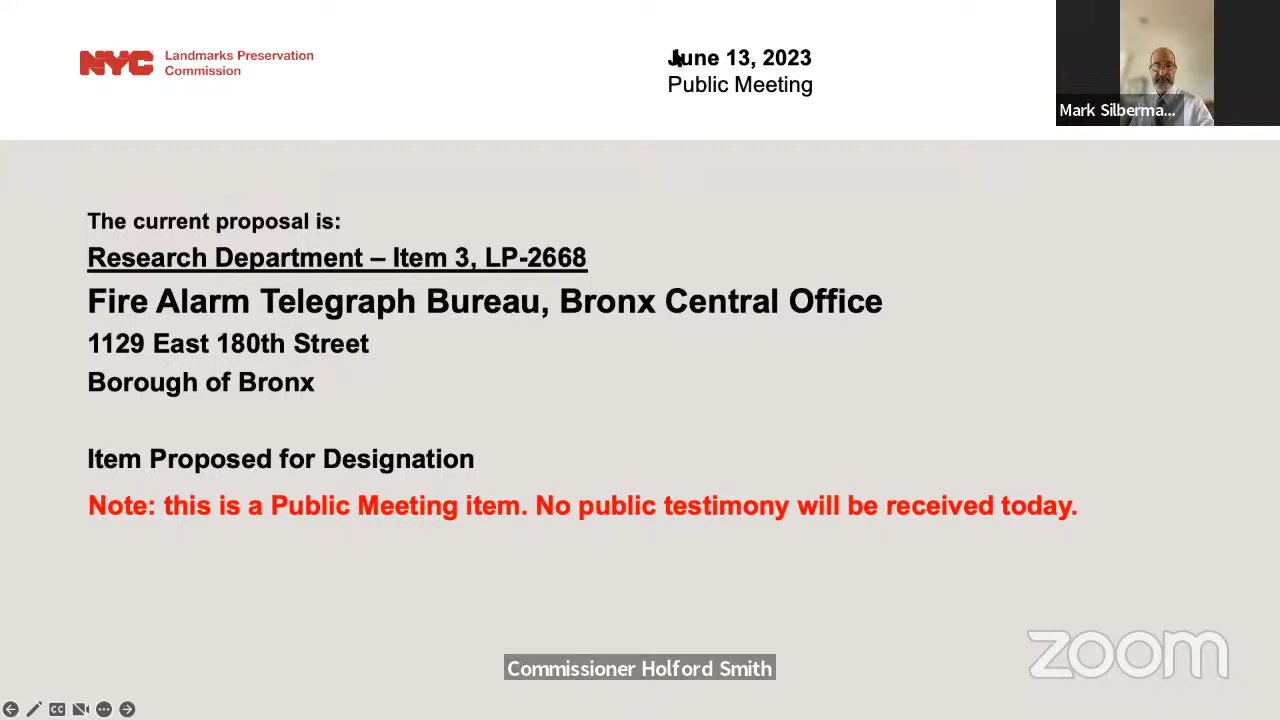 NYC Landmarks Preservation
Commission
June 13, 2023
Public Meeting
Mark Silberma...
The current proposal is:
Research Department – Item 3, LP-2668
Fire Alarm Telegraph Bureau, Bronx Central Office
1129 East 180th Street
Borough of Bronx
Item Proposed for Designation
Note: this is a Public Meeting item. No public testimony will be received today.
Commissioner Holford Smith
zoom
CC